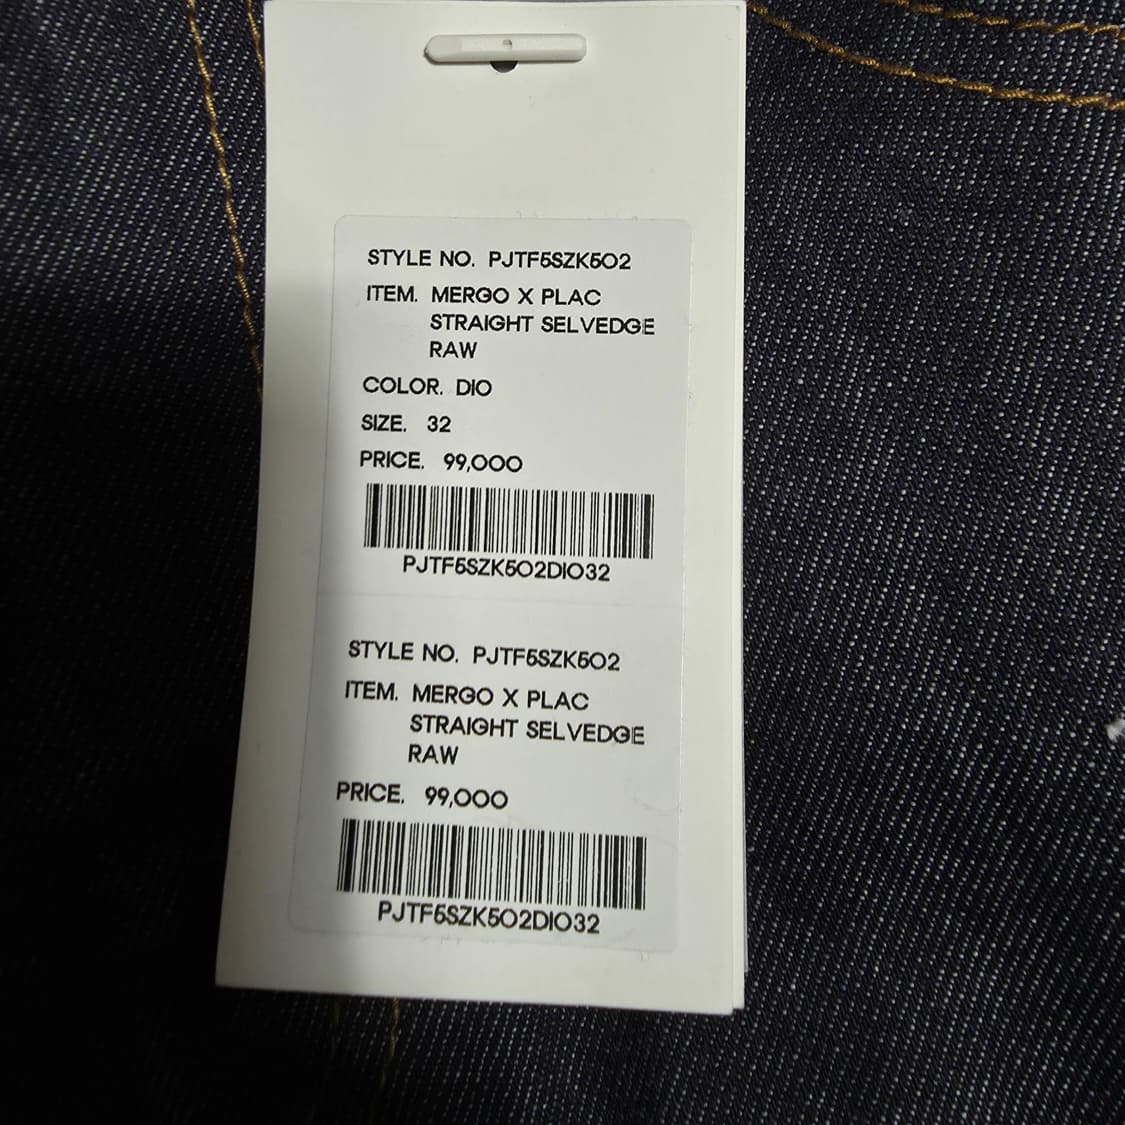 STYLE NO. PJTF5SZK502
ITEM. MERGO X PLAC
STRAIGHT SELVEDGE
RAW
COLOR. DIO
SIZE. 32
PRICE. 99,000
PJTF5SZK502DIO32
STYLE NO. PJTF5SZK502
ITEM. MERGO X PLAC
STRAIGHT SELVEDGE
RAW
PRICE. 99,000
PJTF5SZK502DIO32